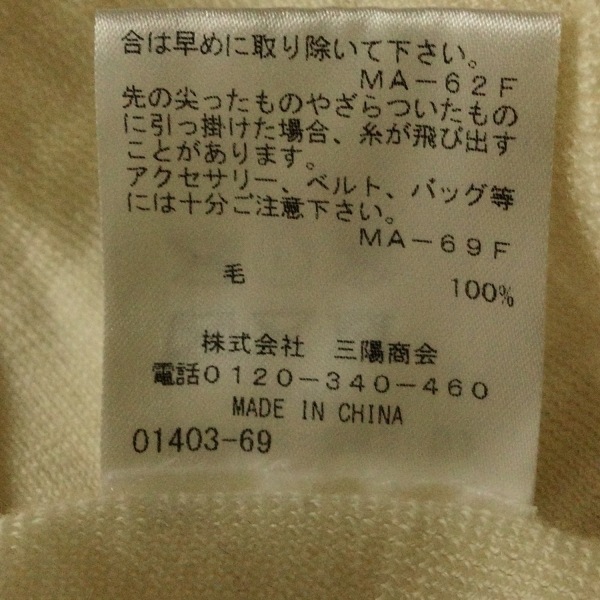 合は早めに取り除いて下さい。
MA-62F
先の尖ったものやざらついたもの
に引っ掛けた場合、糸が飛び出す
ことがあります。
アクセサリー、ベルト、バッグ等
には十分ご注意下さい。
MA-69F
毛 100%
株式会社 三陽商会
電話0120-340-460
MADE IN CHINA
01403-69